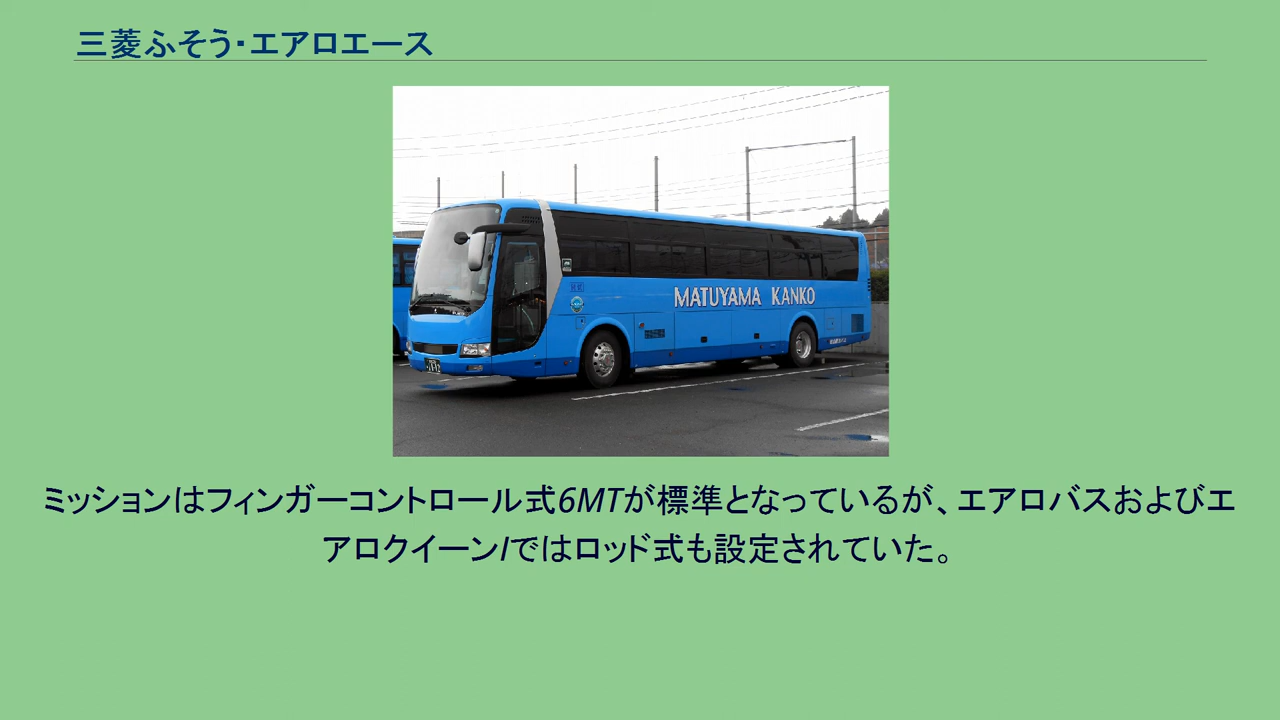 三菱ふそう・エアロエース
MATUYAMA KANKO
ミッションはフィンガーコントロール式6MTが標準となっているが、エアロバスおよびエ
アロクイーンIではロッド式も設定されていた。